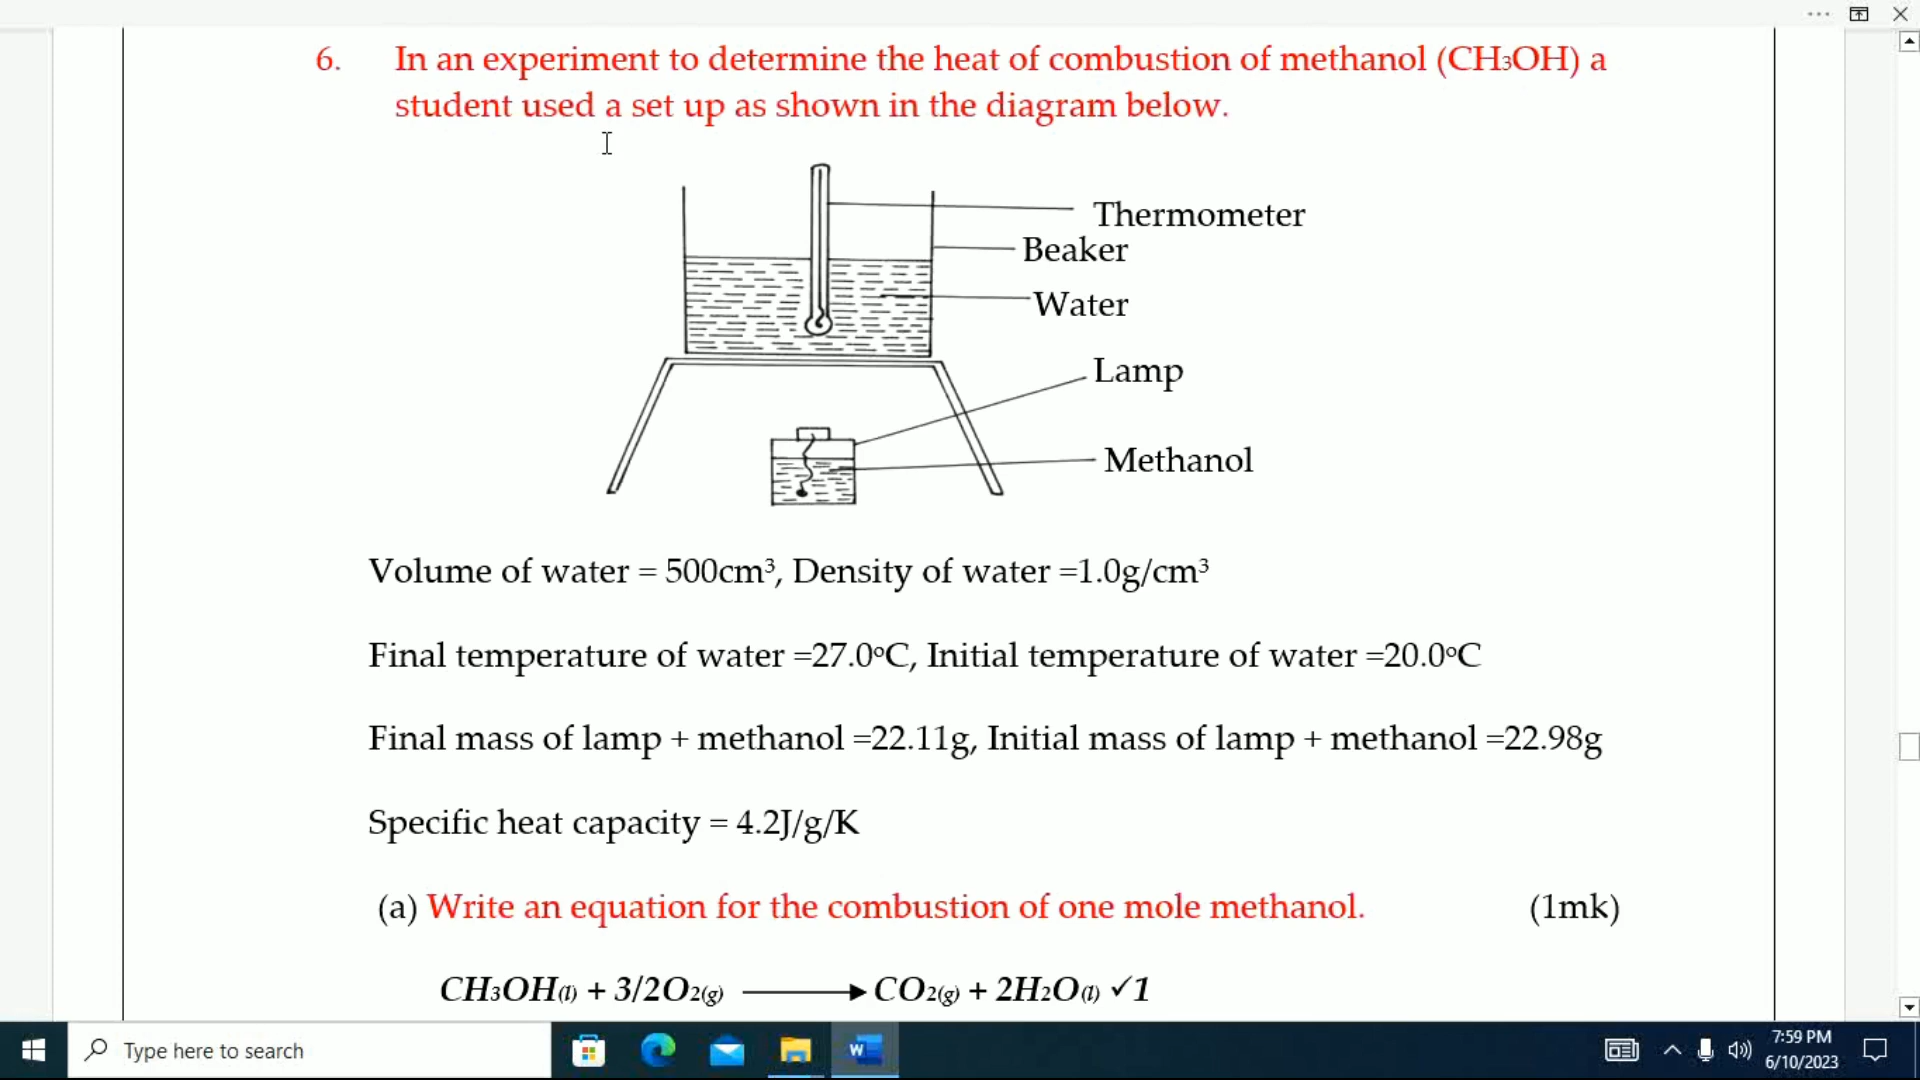 6. In an experiment to determine the heat of combustion of methanol (CH₃OH) a
student used a set up as shown in the diagram below.
Thermometer
Beaker
Water
Lamp
Methanol
Volume of water = 500cm³, Density of water =1.0g/cm³
Final temperature of water =27.0°C, Initial temperature of water =20.0°C
Final mass of lamp + methanol =22.11g, Initial mass of lamp + methanol =22.98g
Specific heat capacity = 4.2J/g/K
(a) Write an equation for the combustion of one mole methanol. (1mk)
CH₃OH(l) + 3/2O₂(g) ⟶ CO₂(g) + 2H₂O(l) ✓1
Type here to search
W
7:59 PM
6/10/2023